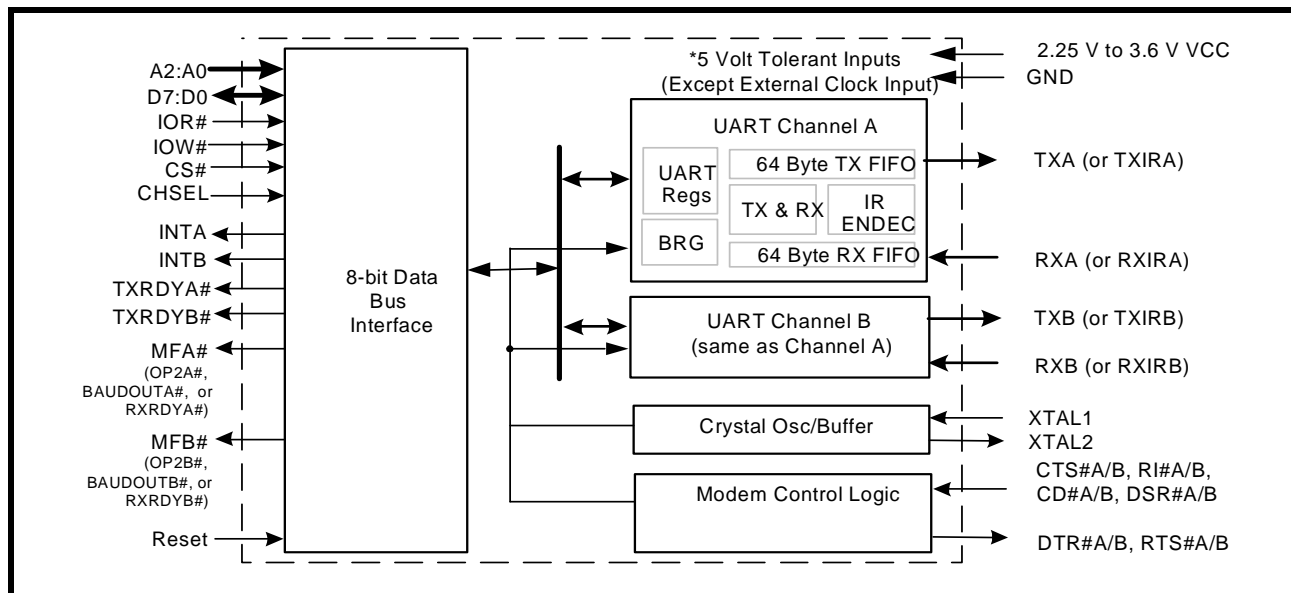 A2:A0
D7:D0
IOR#
IOW#
CS#
CHSEL
INTA
INTB
TXRDYA#
TXRDYB#
MFA#
(OP2A#,
BAUDOUTA#, or
RXRDYA#)
MFB#
(OP2B#,
BAUDOUTB#, or
RXRDYB#)
Reset
8-bit Data
Bus
Interface
*5 Volt Tolerant Inputs
(Except External Clock Input)
UART Channel A
UART
Regs
BRG
64 Byte TX FIFO
TX & RX
IR
ENDEC
64 Byte RX FIFO
UART Channel B
(same as Channel A)
Crystal Osc/Buffer
Modem Control Logic
2.25 V to 3.6 V VCC
GND
TXA (or TXIRA)
RXA (or RXIRA)
TXB (or TXIRB)
RXB (or RXIRB)
XTAL1
XTAL2
CTS#A/B, RI#A/B,
CD#A/B, DSR#A/B
DTR#A/B, RTS#A/B